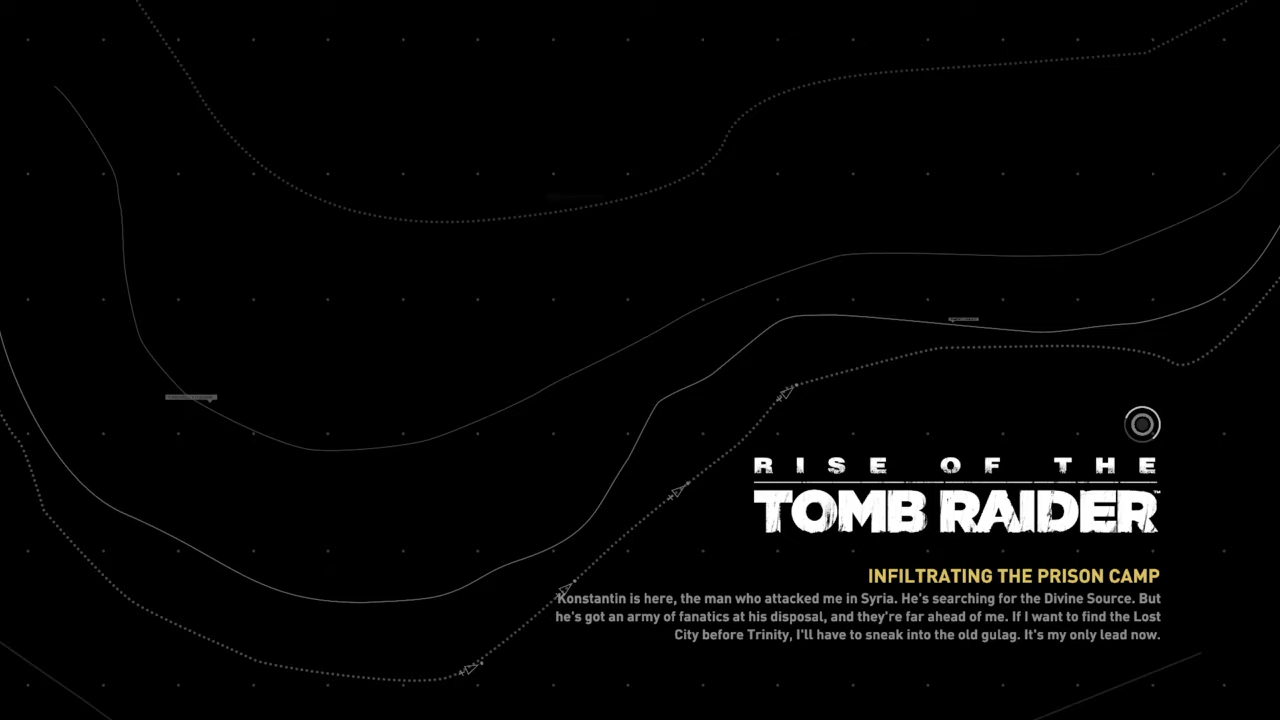 RISE OF THE
TOMB RAIDER™
INFILTRATING THE PRISON CAMP
Konstantin is here, the man who attacked me in Syria. He's searching for the Divine Source. But
he's got an army of fanatics at his disposal, and they're far ahead of me. If I want to find the Lost
City before Trinity, I'll have to sneak into the old gulag. It's my only lead now.